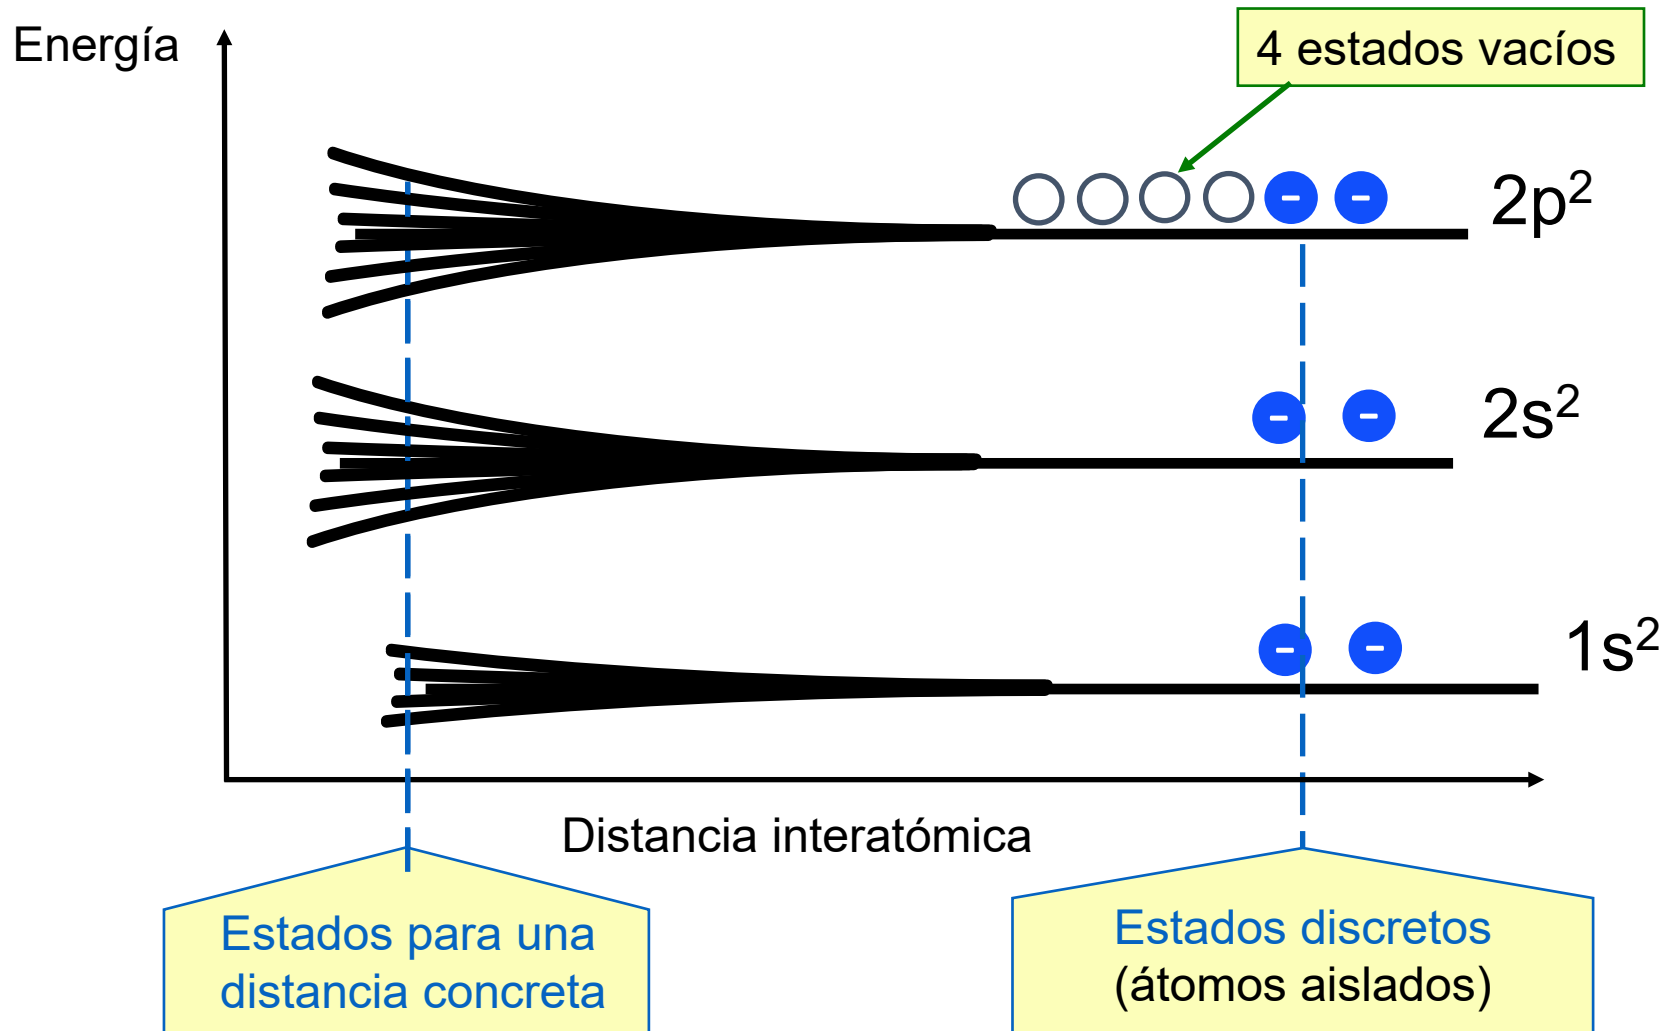 Energía
4 estados vacíos
2p²
2s²
1s²
Distancia interatómica
Estados para una
distancia concreta
Estados discretos
(átomos aislados)